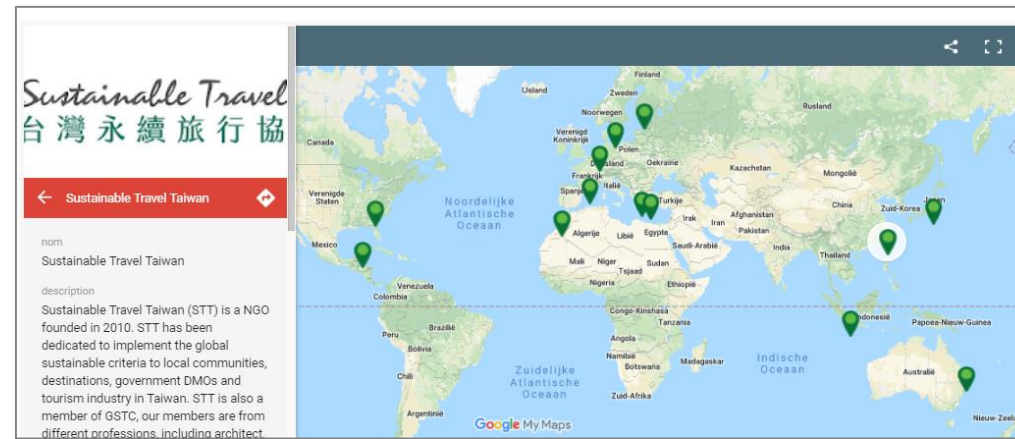 Sustainable Travel
台灣永續旅行協
Sustainable Travel Taiwan
nom
Sustainable Travel Taiwan
description
Sustainable Travel Taiwan (STT) is a NGO
founded in 2010. STT has been
dedicated to implement the global
sustainable criteria to local communities,
destinations, government DMOs and
tourism industry in Taiwan. STT is also a
member of GSTC, our members are from
different professions, including architect,
IJsland
Finland
Zweden
Noorwegen
Rusland
Canada
Verenigd
Koninkrijk
Polen
Oekraïne
Kazachstan
Mongolië
Frankrijk
Italië
Spanje
Turkije
Verenigde
Staten
Noordelijke
Atlantische
Oceaan
Irak
Iran
Afghanistan
Pakistan
China
Zuid-Korea
Japan
Algerije
Libië
Egypte
Saudi-Arabië
India
Thailand
Mexico
Mali
Niger
Sudan
Tsjaad
Nigeria
Ethiopië
Venezuela
Colombia
Congo-Kinshasa
Tanzania
Papoea-Nieuw-Guinea
Peru
Brazilië
Angola
Bolivia
Namibië
Botswana
Madagaskar
Indische
Oceaan
Chili
Zuidelijke
Atlantische
Oceaan
Zuid-Afrika
Australië
Argentinië
Google My Maps